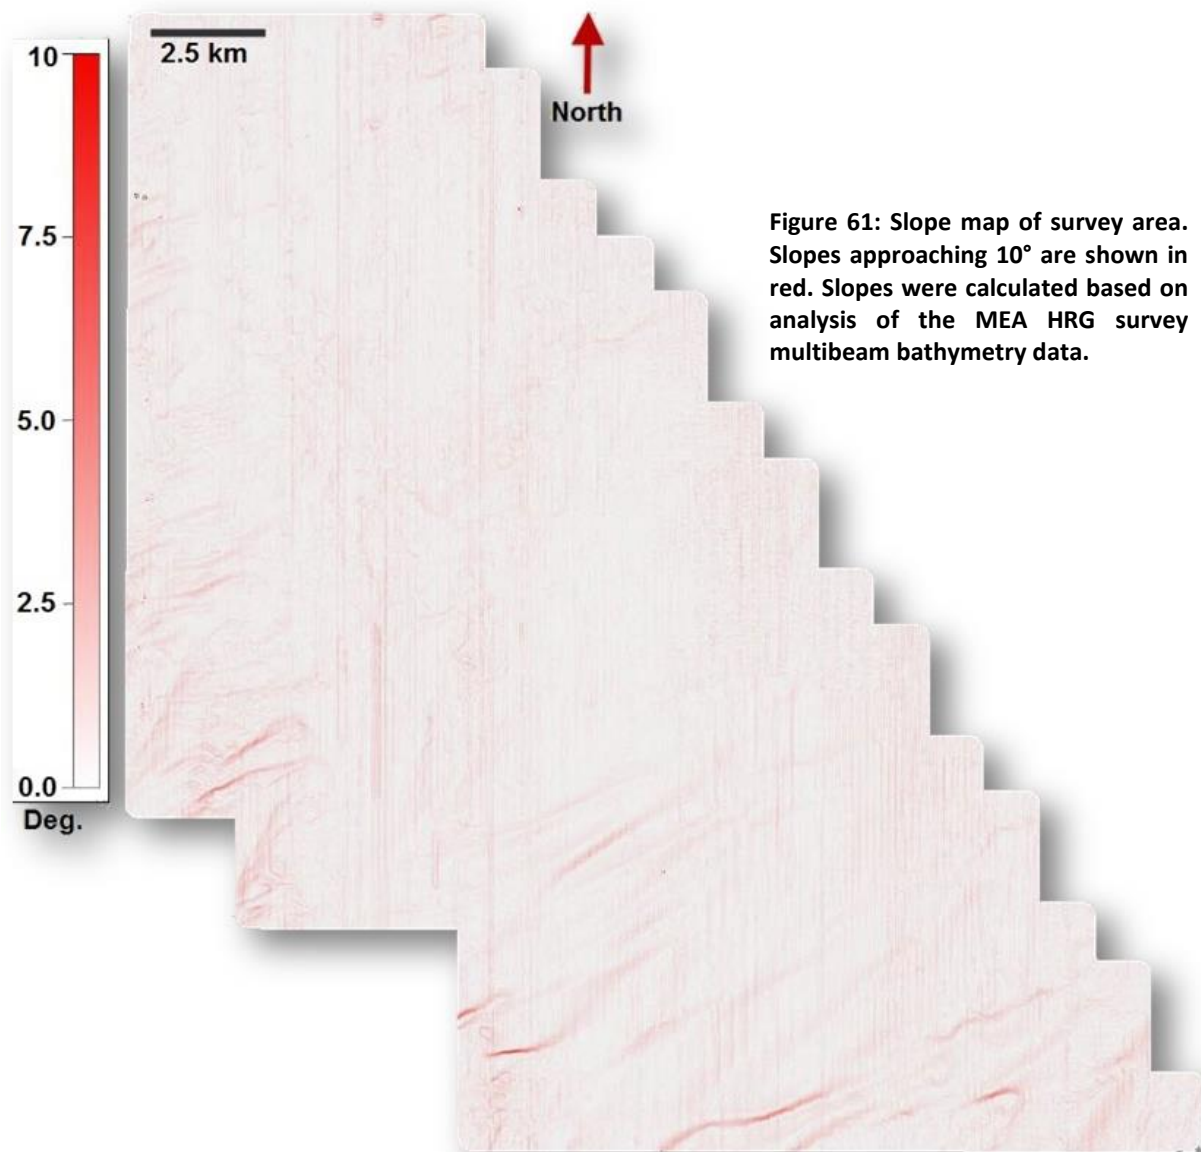 10
7.5
5.0
2.5
0.0
Deg.
2.5 km
North
Figure 61: Slope map of survey area.
Slopes approaching 10° are shown in
red. Slopes were calculated based on
analysis of the MEA HRG survey
multibeam bathymetry data.